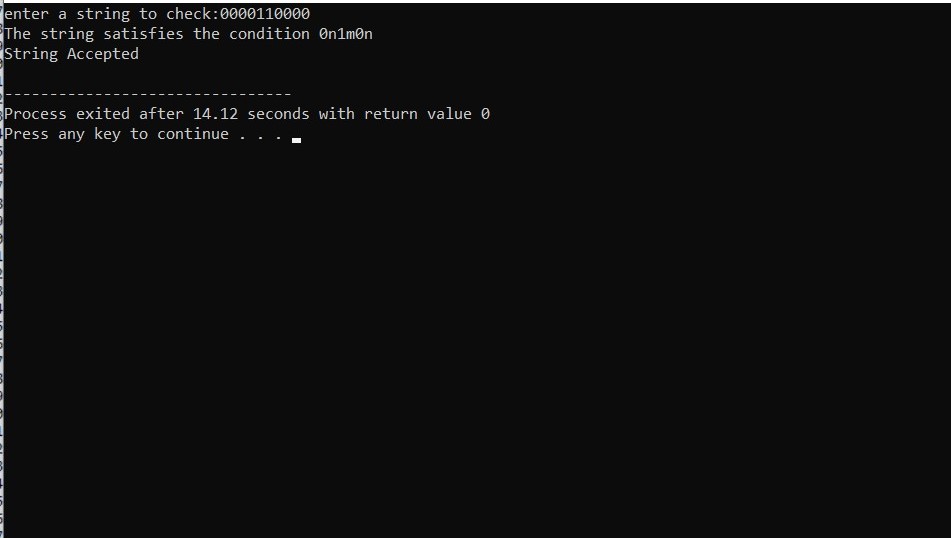 enter a string to check:0000110000
The string satisfies the condition 0n1m0n
String Accepted
--------------------------------
Process exited after 14.12 seconds with return value 0
Press any key to continue . . .